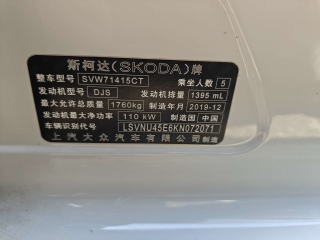 斯柯达(SKODA)牌
整车型号 SVW71415CT 乘坐人数 5
发动机型号 DJS 发动机排量 1395 mL
最大允许总质量 1760kg 制造年月 2019-12
发动机最大净功率 110 kW 制造国 中国
车辆识别代号 LSVNU45E6KN072071
上汽大众汽车有限公司制造